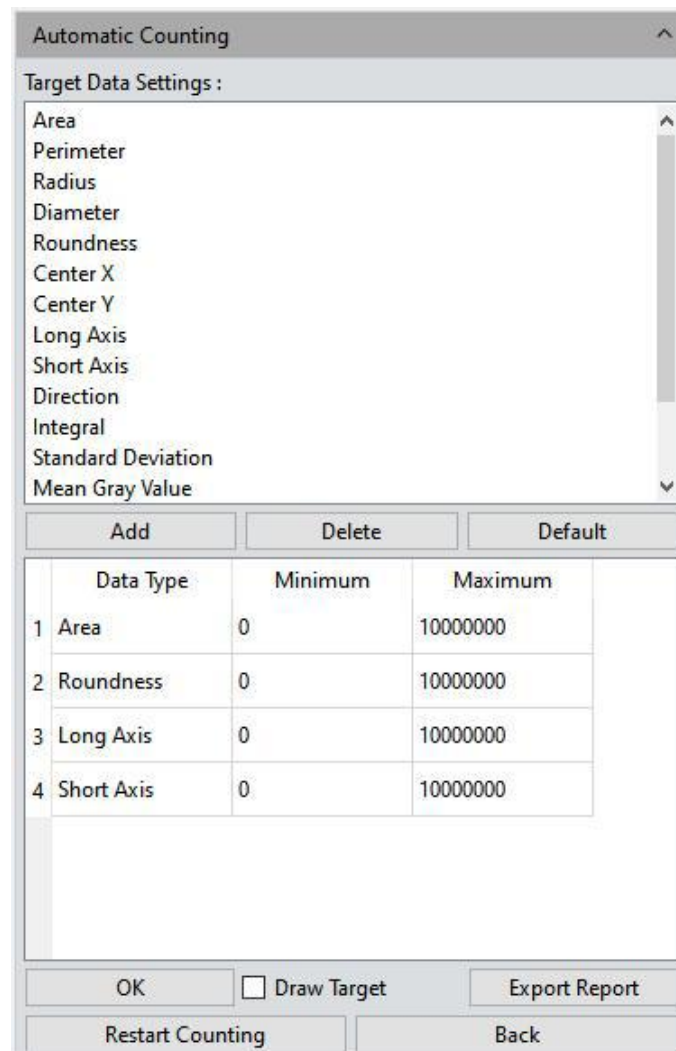 Automatic Counting
Target Data Settings :
Area
Perimeter
Radius
Diameter
Roundness
Center X
Center Y
Long Axis
Short Axis
Direction
Integral
Standard Deviation
Mean Gray Value
Add Delete Default
Data Type Minimum Maximum
1 Area 0 10000000
2 Roundness 0 10000000
3 Long Axis 0 10000000
4 Short Axis 0 10000000
OK Draw Target Export Report
Restart Counting Back